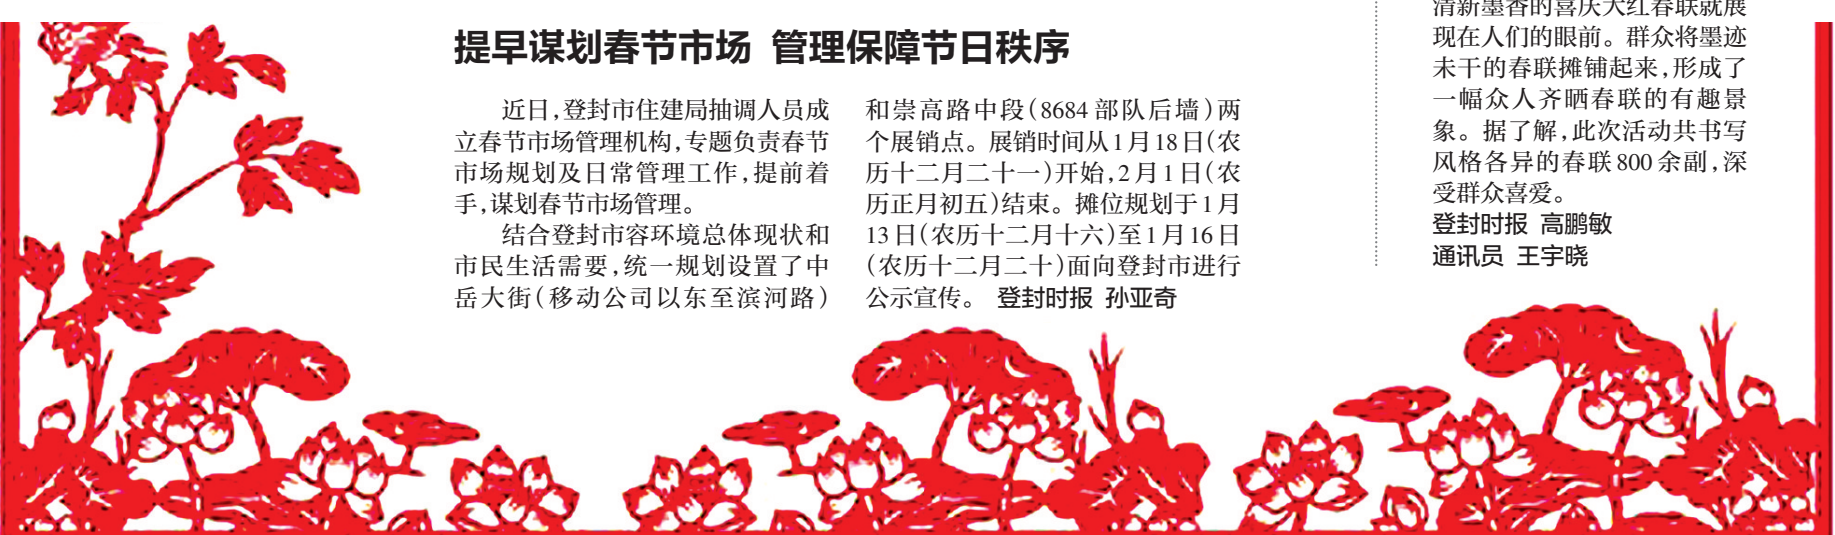 提早谋划春节市场 管理保障节日秩序
近日,登封市住建局抽调人员成
立春节市场管理机构,专题负责春节
市场规划及日常管理工作,提前着
手,谋划春节市场管理。
结合登封市容环境总体现状和
市民生活需要,统一规划设置了中
岳大街(移动公司以东至滨河路)
和崇高路中段(8684部队后墙)两
个展销点。展销时间从1月18日(农
历十二月二十一)开始,2月1日(农
历正月初五)结束。摊位规划于1月
13日(农历十二月十六)至1月16日
(农历十二月二十)面向登封市进行
公示宣传。 登封时报 孙亚奇
清新墨香的喜庆大红春联就展
现在人们的眼前。群众将墨迹
未干的春联摊铺起来,形成了
一幅众人齐晒春联的有趣景
象。据了解,此次活动共书写
风格各异的春联800余副,深
受群众喜爱。
登封时报 高鹏敏
通讯员 王宇晓